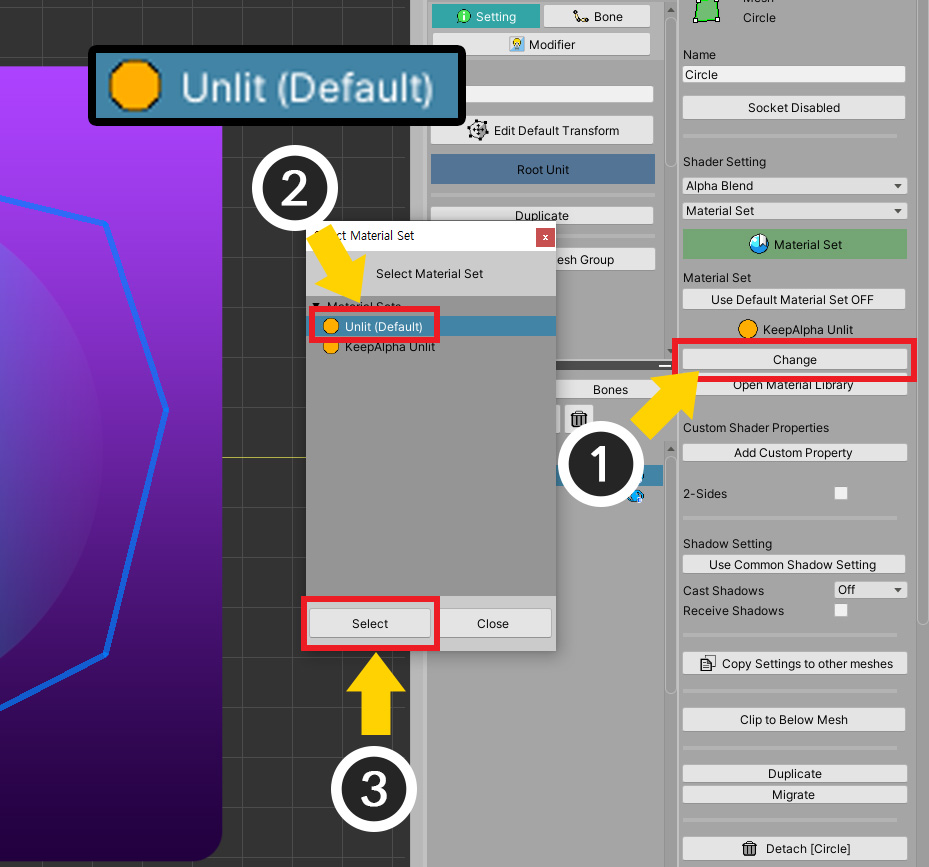 Unlit (Default)
2
1
3
Setting
Bone
Modifier
Edit Default Transform
Root Unit
Duplicate
esh Group
Bones
Select Material Set
x
Select Material Set
Material Sets
Unlit (Default)
KeepAlpha Unlit
Select
Close
Mesh
Circle
Name
Circle
Socket Disabled
Shader Setting
Alpha Blend
Material Set
Material Set
Material Set
Use Default Material Set OFF
KeepAlpha Unlit
Change
Open Material Library
Custom Shader Properties
Add Custom Property
2-Sides
Shadow Setting
Use Common Shadow Setting
Cast Shadows
Off
Receive Shadows
Copy Settings to other meshes
Clip to Below Mesh
Duplicate
Migrate
Detach [Circle]